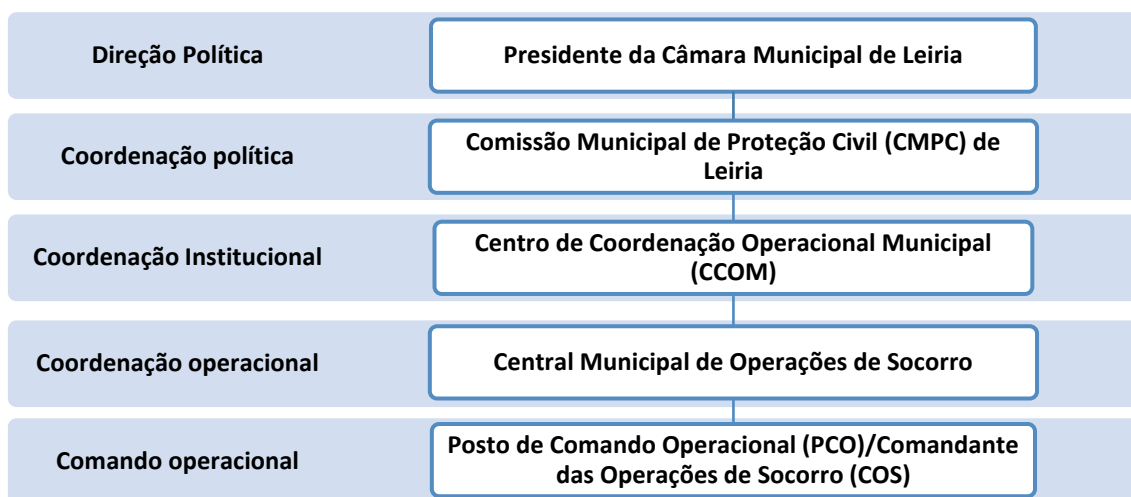 Direção Política
Presidente da Câmara Municipal de Leiria
Coordenação política
Comissão Municipal de Proteção Civil (CMPC) de
Leiria
Coordenação Institucional
Centro de Coordenação Operacional Municipal
(CCOM)
Coordenação operacional
Central Municipal de Operações de Socorro
Comando operacional
Posto de Comando Operacional (PCO)/Comandante
das Operações de Socorro (COS)